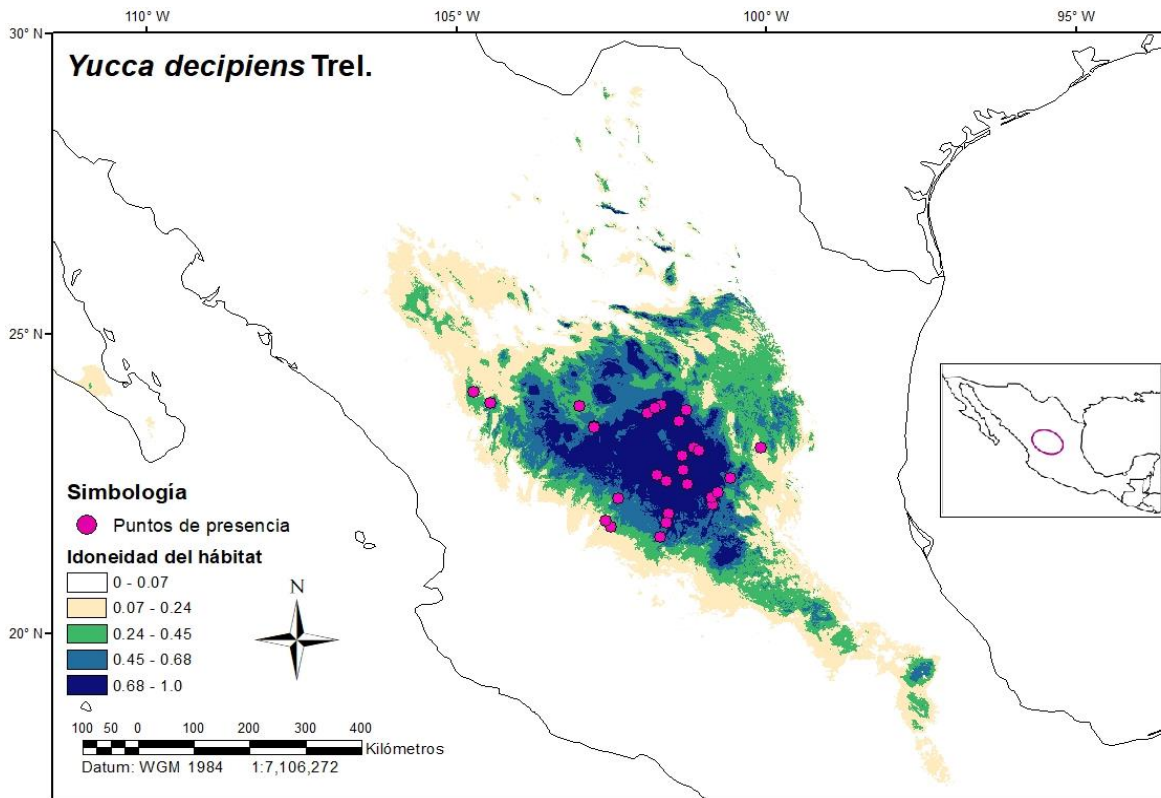 110° W 105° W 100° W 95° W
30° N
Yucca decipiens Trel.
25° N
20° N
Simbología
Puntos de presencia
Idoneidad del hábitat
0 - 0.07
0.07 - 0.24
0.24 - 0.45
0.45 - 0.68
0.68 - 1.0
N
100 50 0 100 200 300 400
Kilómetros
Datum: WGM 1984 1:7,106,272